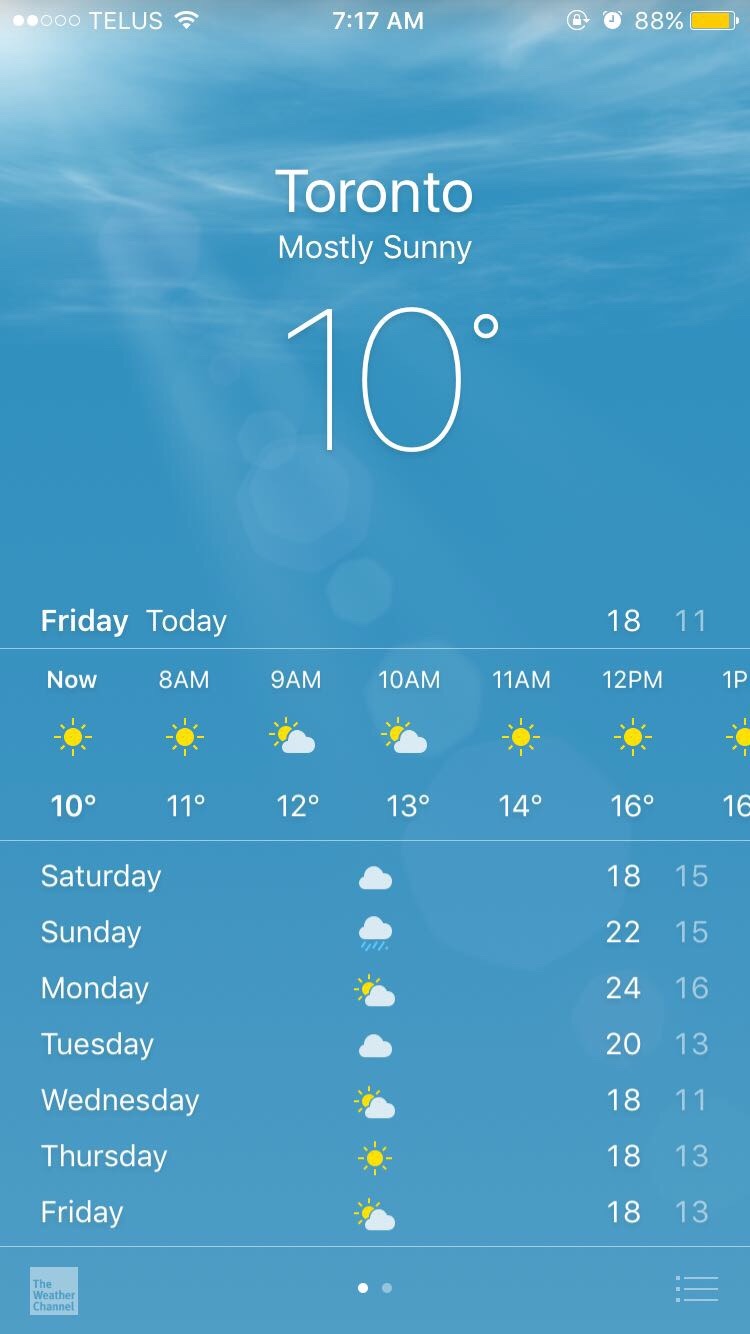 TELUS 7:17 AM 88%
Toronto
Mostly Sunny
10°
Friday Today 18 11
Now 8AM 9AM 10AM 11AM 12PM 1P
10° 11° 12° 13° 14° 16° 16
Saturday 18 15
Sunday 22 15
Monday 24 16
Tuesday 20 13
Wednesday 18 11
Thursday 18 13
Friday 18 13
The
Weather
Channel